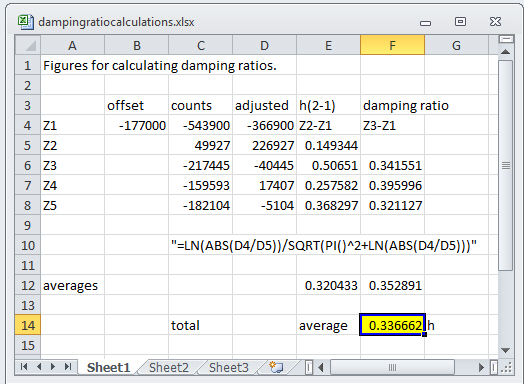 dampingratiocalculations.xlsx
A B C D E F G
1 Figures for calculating damping ratios.
2
3 offset counts adjusted h(2-1) damping ratio
4 Z1 -177000 -543900 -366900 Z2-Z1 Z3-Z1
5 Z2 49927 226927 0.149344
6 Z3 -217445 -40445 0.50651 0.341551
7 Z4 -159593 17407 0.257582 0.395996
8 Z5 -182104 -5104 0.368297 0.321127
9
10 "=LN(ABS(D4/D5))/SQRT(PI()^2+LN(ABS(D4/D5)))"
11
12 averages 0.320433 0.352891
13
14 total average 0.336662 h
15
Sheet1 Sheet2 Sheet3